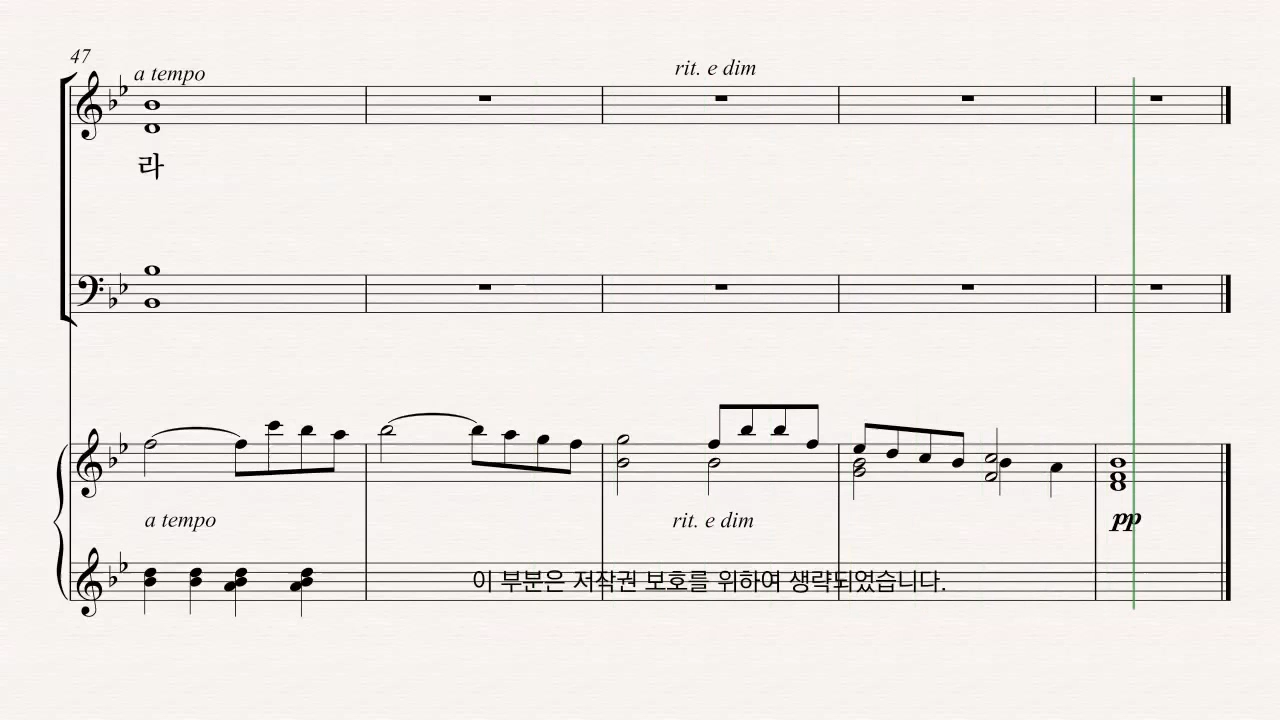 47
a tempo
rit. e dim
라
a tempo
rit. e dim
pp
이 부분은 저작권 보호를 위하여 생략되었습니다.